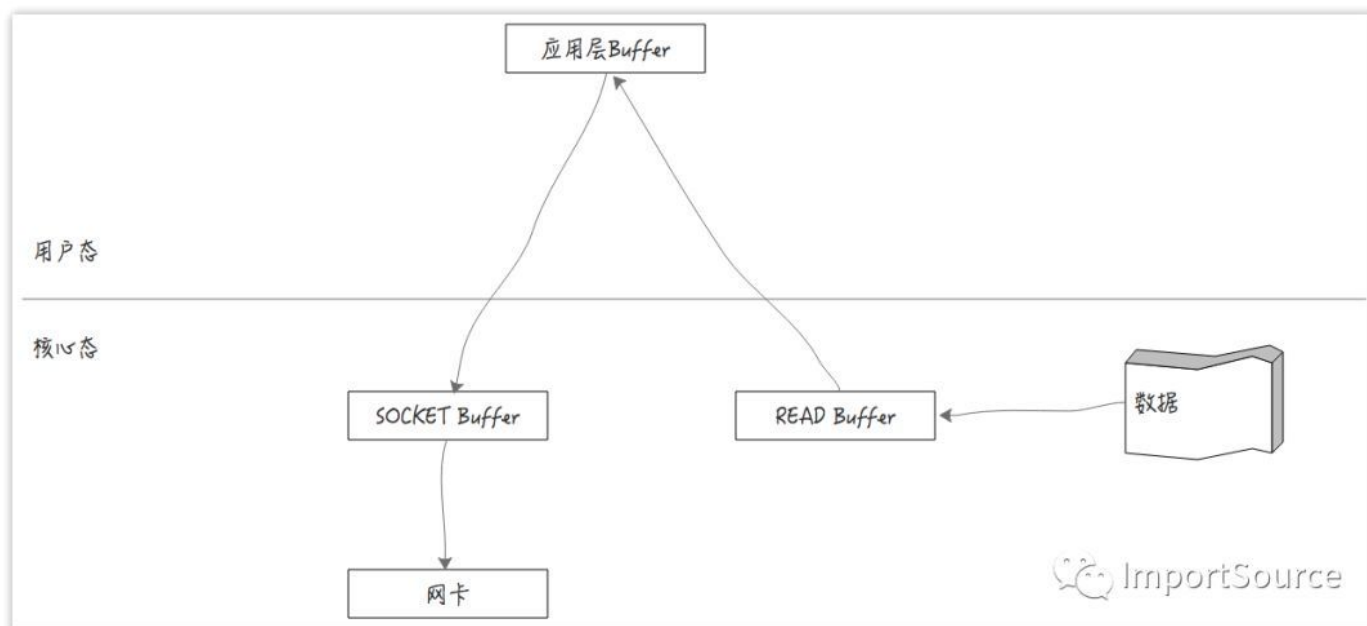 应用层Buffer
用户态
核心态
SOCKET Buffer
READ Buffer
数据
网卡
ImportSource